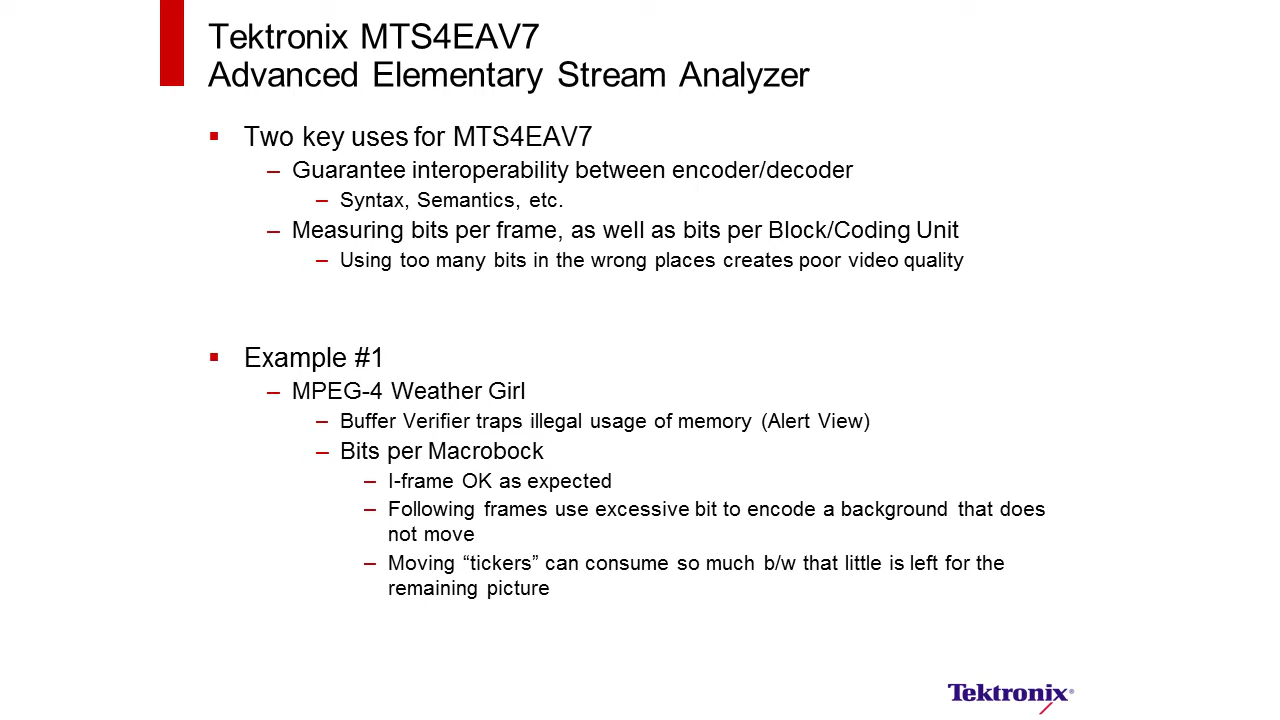 Tektronix MTS4EAV7
Advanced Elementary Stream Analyzer
▪ Two key uses for MTS4EAV7
– Guarantee interoperability between encoder/decoder
– Syntax, Semantics, etc.
– Measuring bits per frame, as well as bits per Block/Coding Unit
– Using too many bits in the wrong places creates poor video quality
▪ Example #1
– MPEG-4 Weather Girl
– Buffer Verifier traps illegal usage of memory (Alert View)
– Bits per Macrobock
– I-frame OK as expected
– Following frames use excessive bit to encode a background that does
not move
– Moving “tickers” can consume so much b/w that little is left for the
remaining picture
Tektronix®